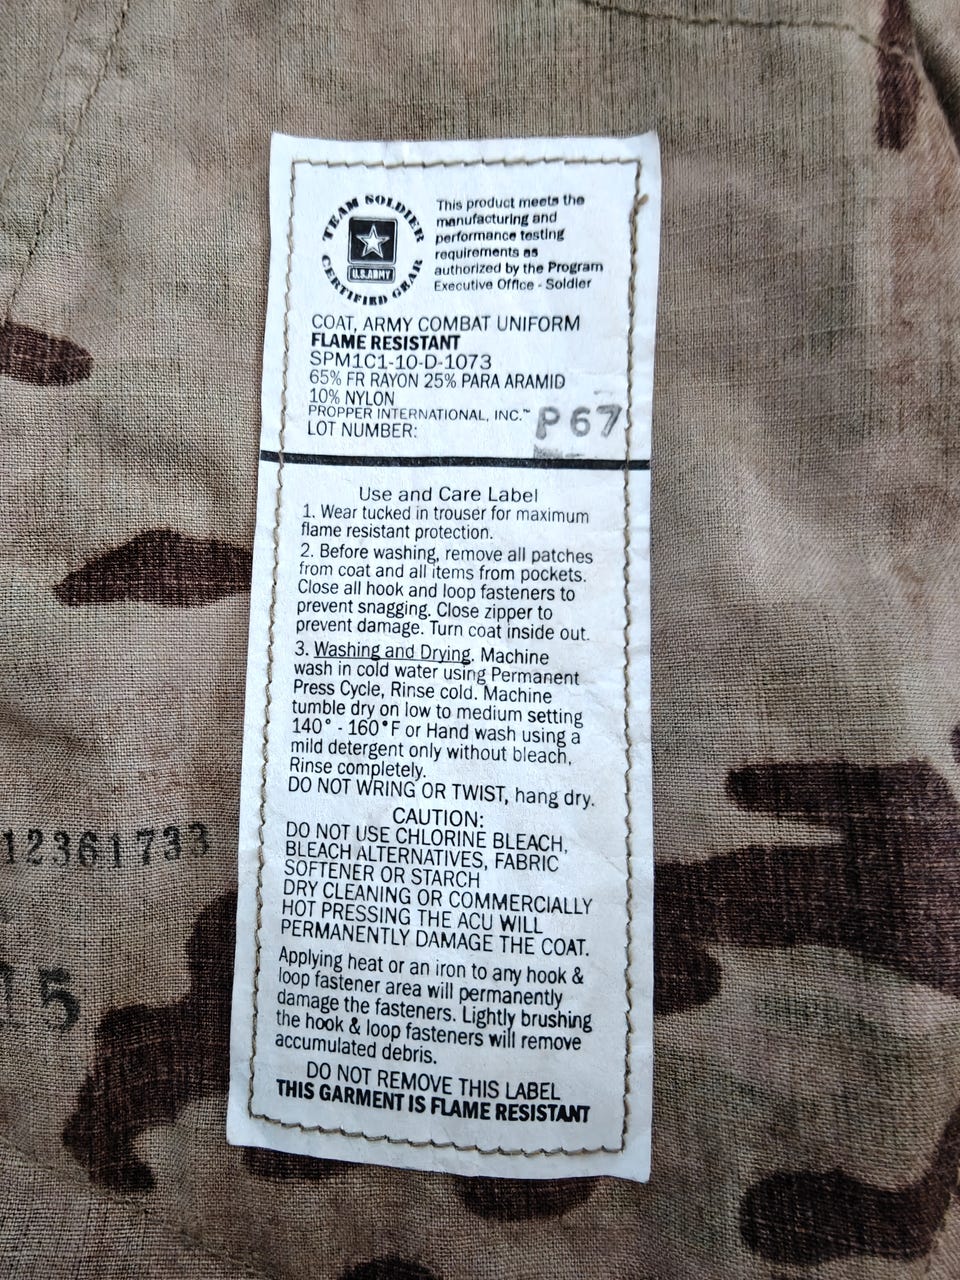 TEAM SOLDIER
U.S.ARMY
CERTIFIED GEAR
This product meets the
manufacturing and
performance testing
requirements as
authorized by the Program
Executive Office - Soldier
COAT, ARMY COMBAT UNIFORM
FLAME RESISTANT
SPM1C1-10-D-1073
65% FR RAYON 25% PARA ARAMID
10% NYLON
PROPPER INTERNATIONAL, INC.™
LOT NUMBER: P67
Use and Care Label
1. Wear tucked in trouser for maximum
flame resistant protection.
2. Before washing, remove all patches
from coat and all items from pockets.
Close all hook and loop fasteners to
prevent snagging. Close zipper to
prevent damage. Turn coat inside out.
3. Washing and Drying. Machine
wash in cold water using Permanent
Press Cycle, Rinse cold. Machine
tumble dry on low to medium setting
140° - 160°F or Hand wash using a
mild detergent only without bleach,
Rinse completely.
DO NOT WRING OR TWIST, hang dry.
CAUTION:
DO NOT USE CHLORINE BLEACH,
BLEACH ALTERNATIVES, FABRIC
SOFTENER OR STARCH
DRY CLEANING OR COMMERCIALLY
HOT PRESSING THE ACU WILL
PERMANENTLY DAMAGE THE COAT.
Applying heat or an iron to any hook &
loop fastener area will permanently
damage the fasteners. Lightly brushing
the hook & loop fasteners will remove
accumulated debris.
DO NOT REMOVE THIS LABEL
THIS GARMENT IS FLAME RESISTANT
12361733
15